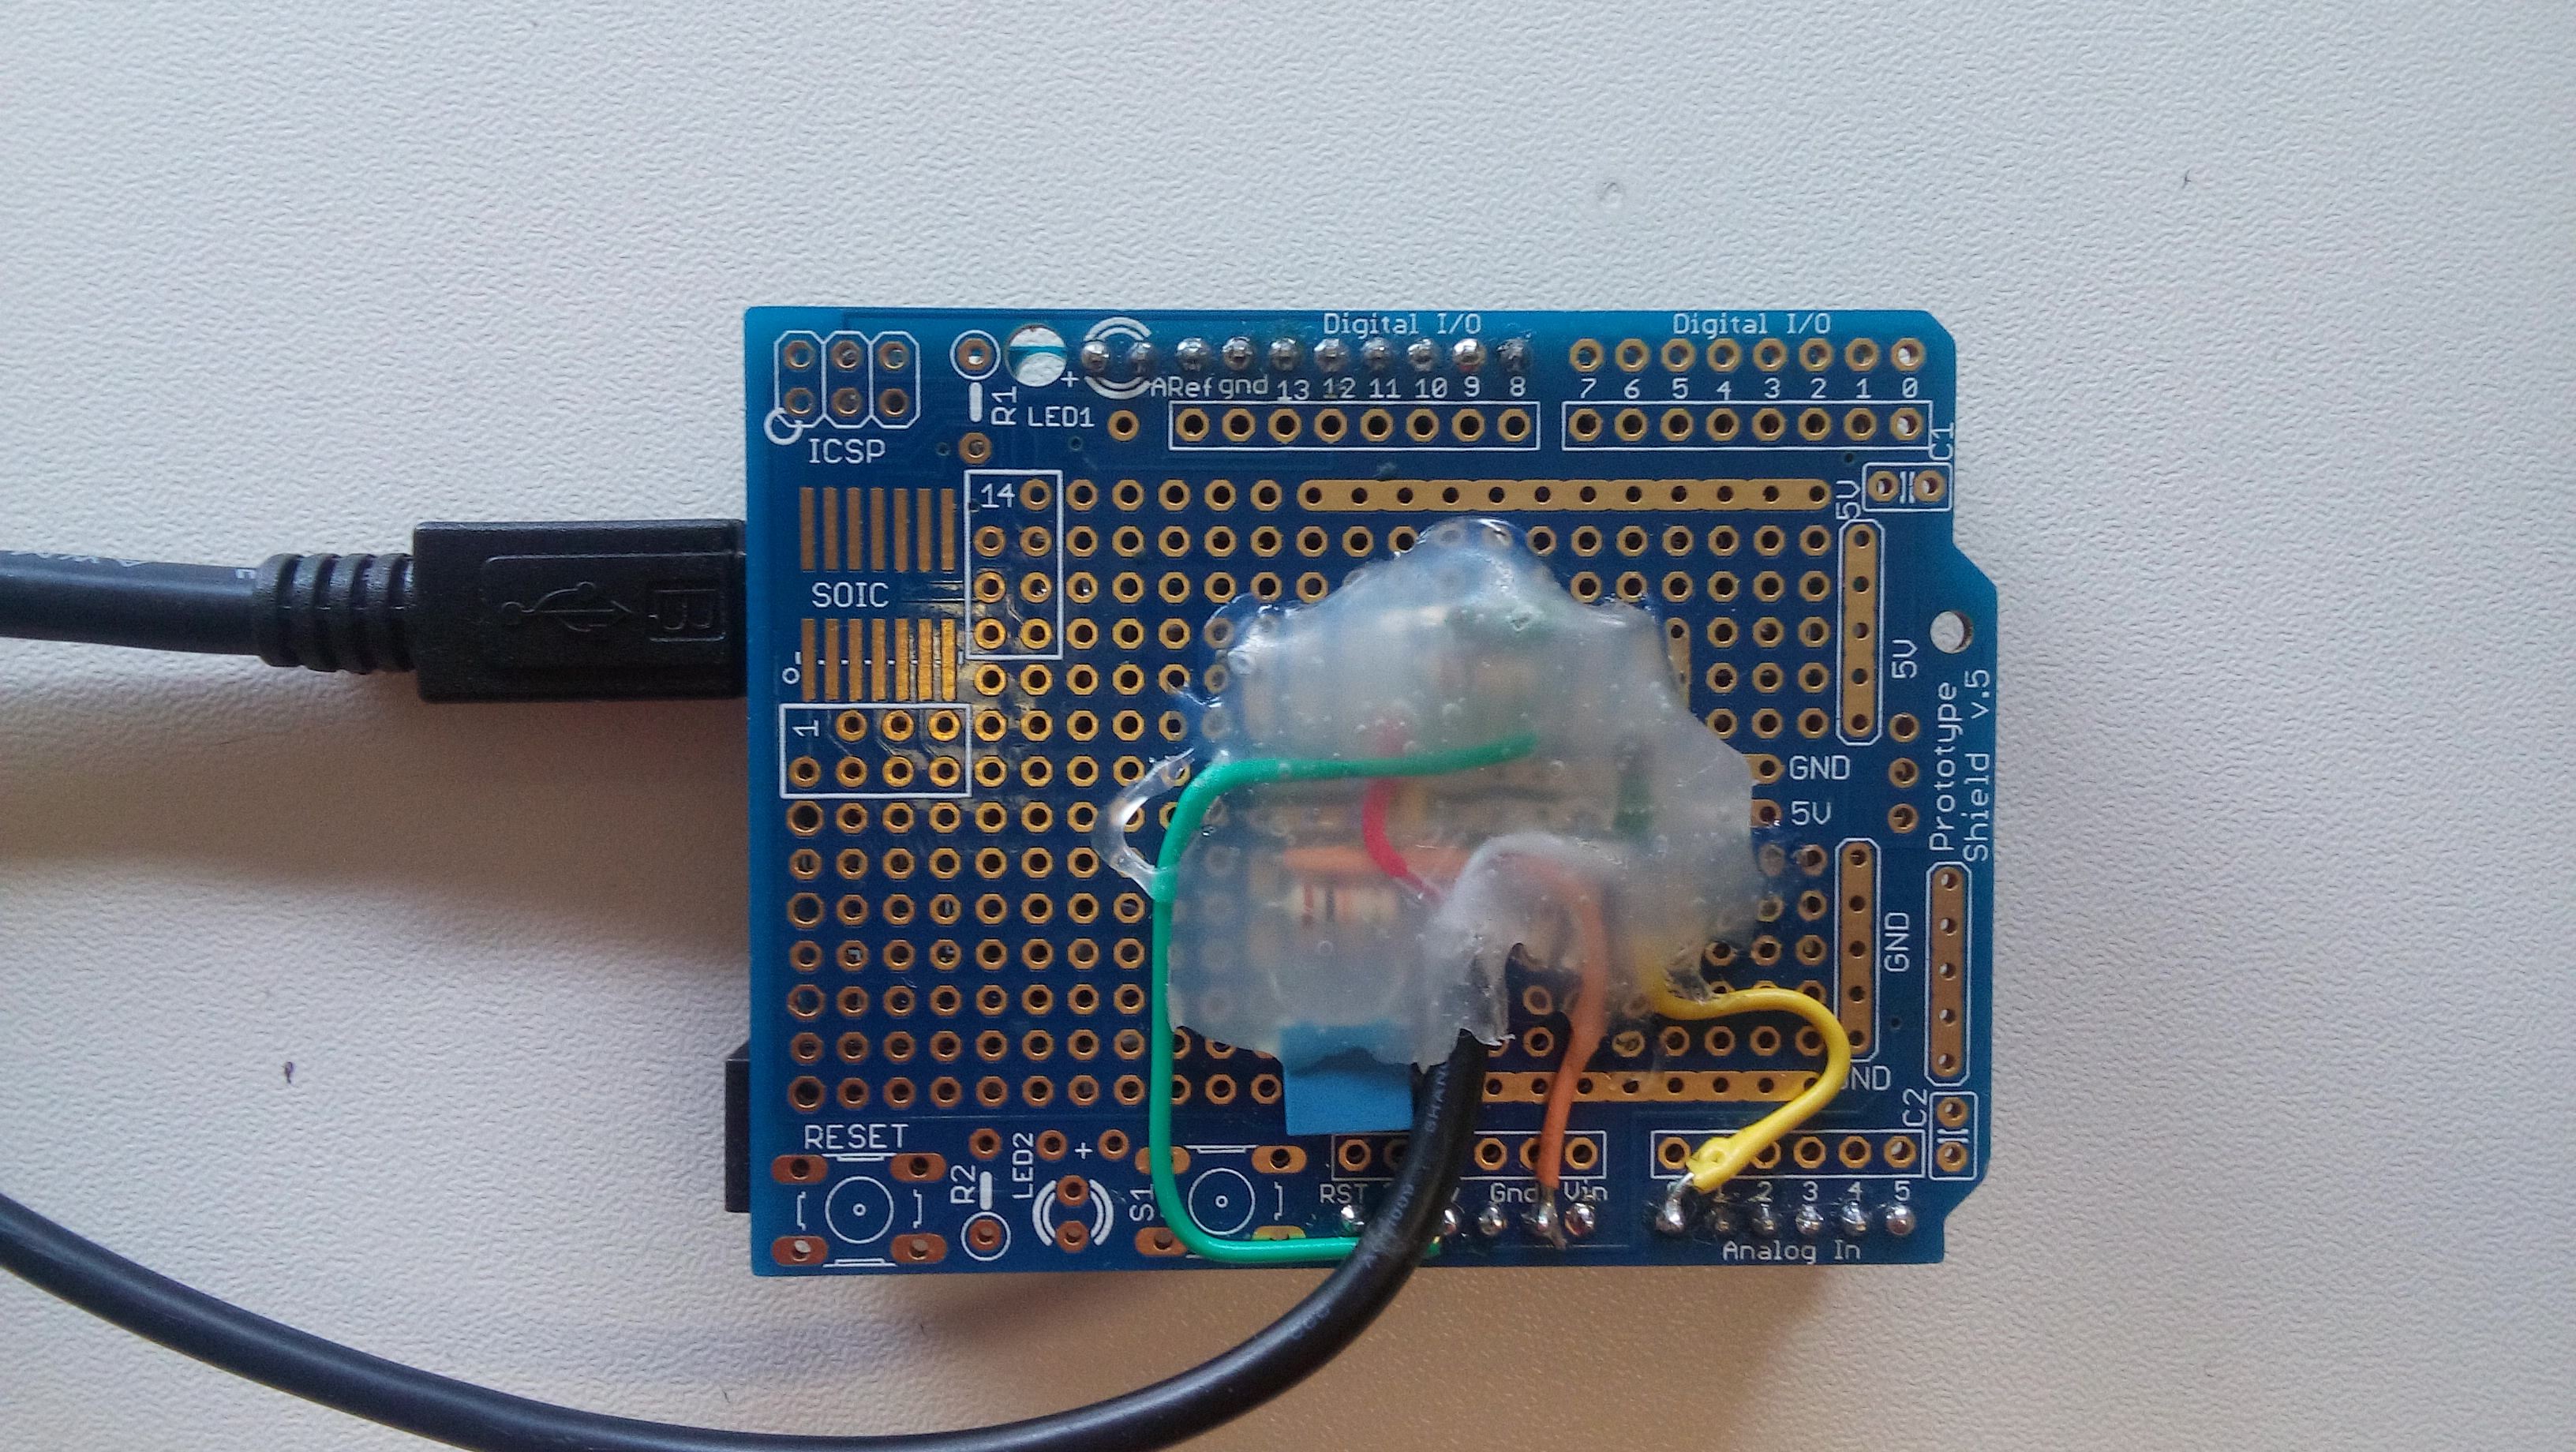 Digital I/O
Digital I/O
ARef gnd 13 12 11 10 9 8
7 6 5 4 3 2 1 0
+
R1
LED1
ICSP
C1
14
5V
SOIC
5V
1
GND
5V
Prototype
Shield v.5
GND
GND
RESET
R2
LED2
+
S1
C2
RST
Gnd Vin
1 2 3 4 5
Analog In
B